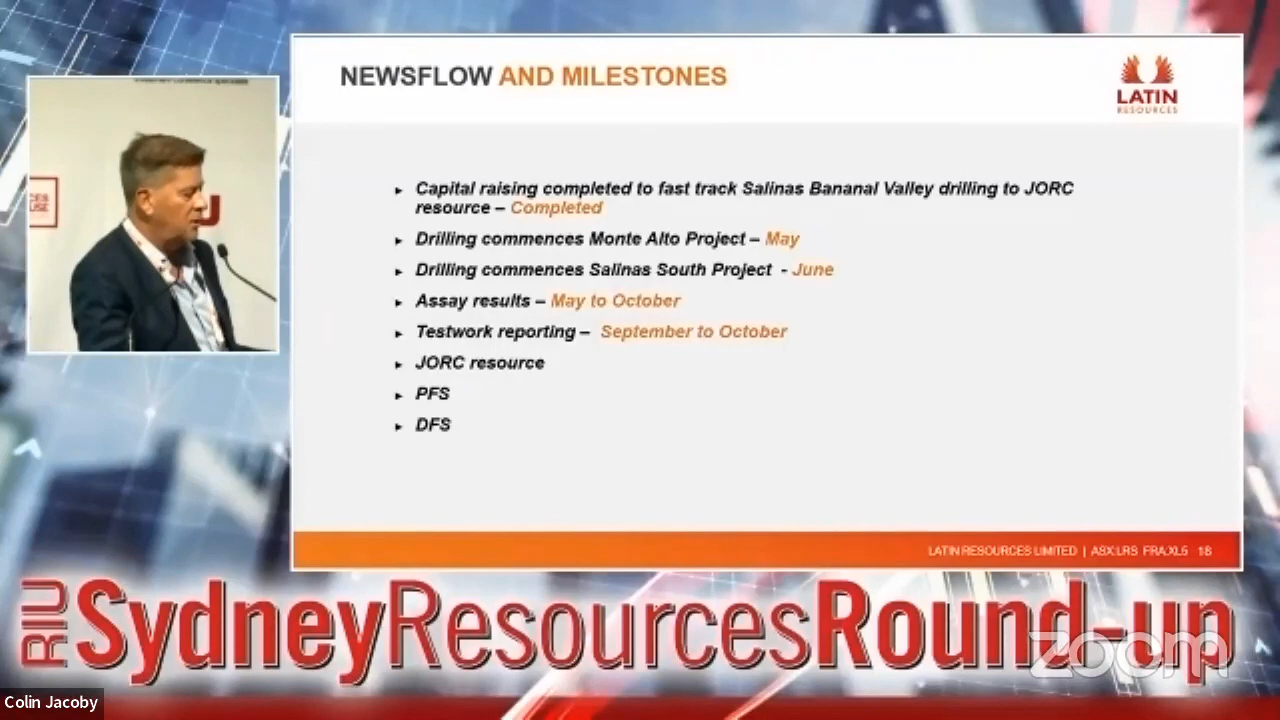 NEWSFLOW AND MILESTONES
LATIN
RESOURCES
▸ Capital raising completed to fast track Salinas Bananal Valley drilling to JORC
resource – Completed
▸ Drilling commences Monte Alto Project – May
▸ Drilling commences Salinas South Project - June
▸ Assay results – May to October
▸ Testwork reporting – September to October
▸ JORC resource
▸ PFS
▸ DFS
LATIN RESOURCES LIMITED | ASX:LRS FRA:XL5 18
RIU Sydney Resources Round-up
zoom
Colin Jacoby